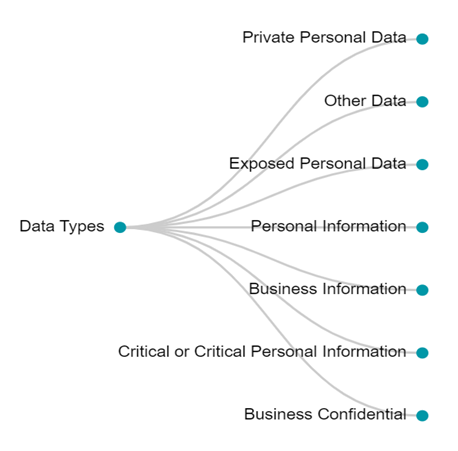 Private Personal Data
Other Data
Exposed Personal Data
Data Types
Personal Information
Business Information
Critical or Critical Personal Information
Business Confidential